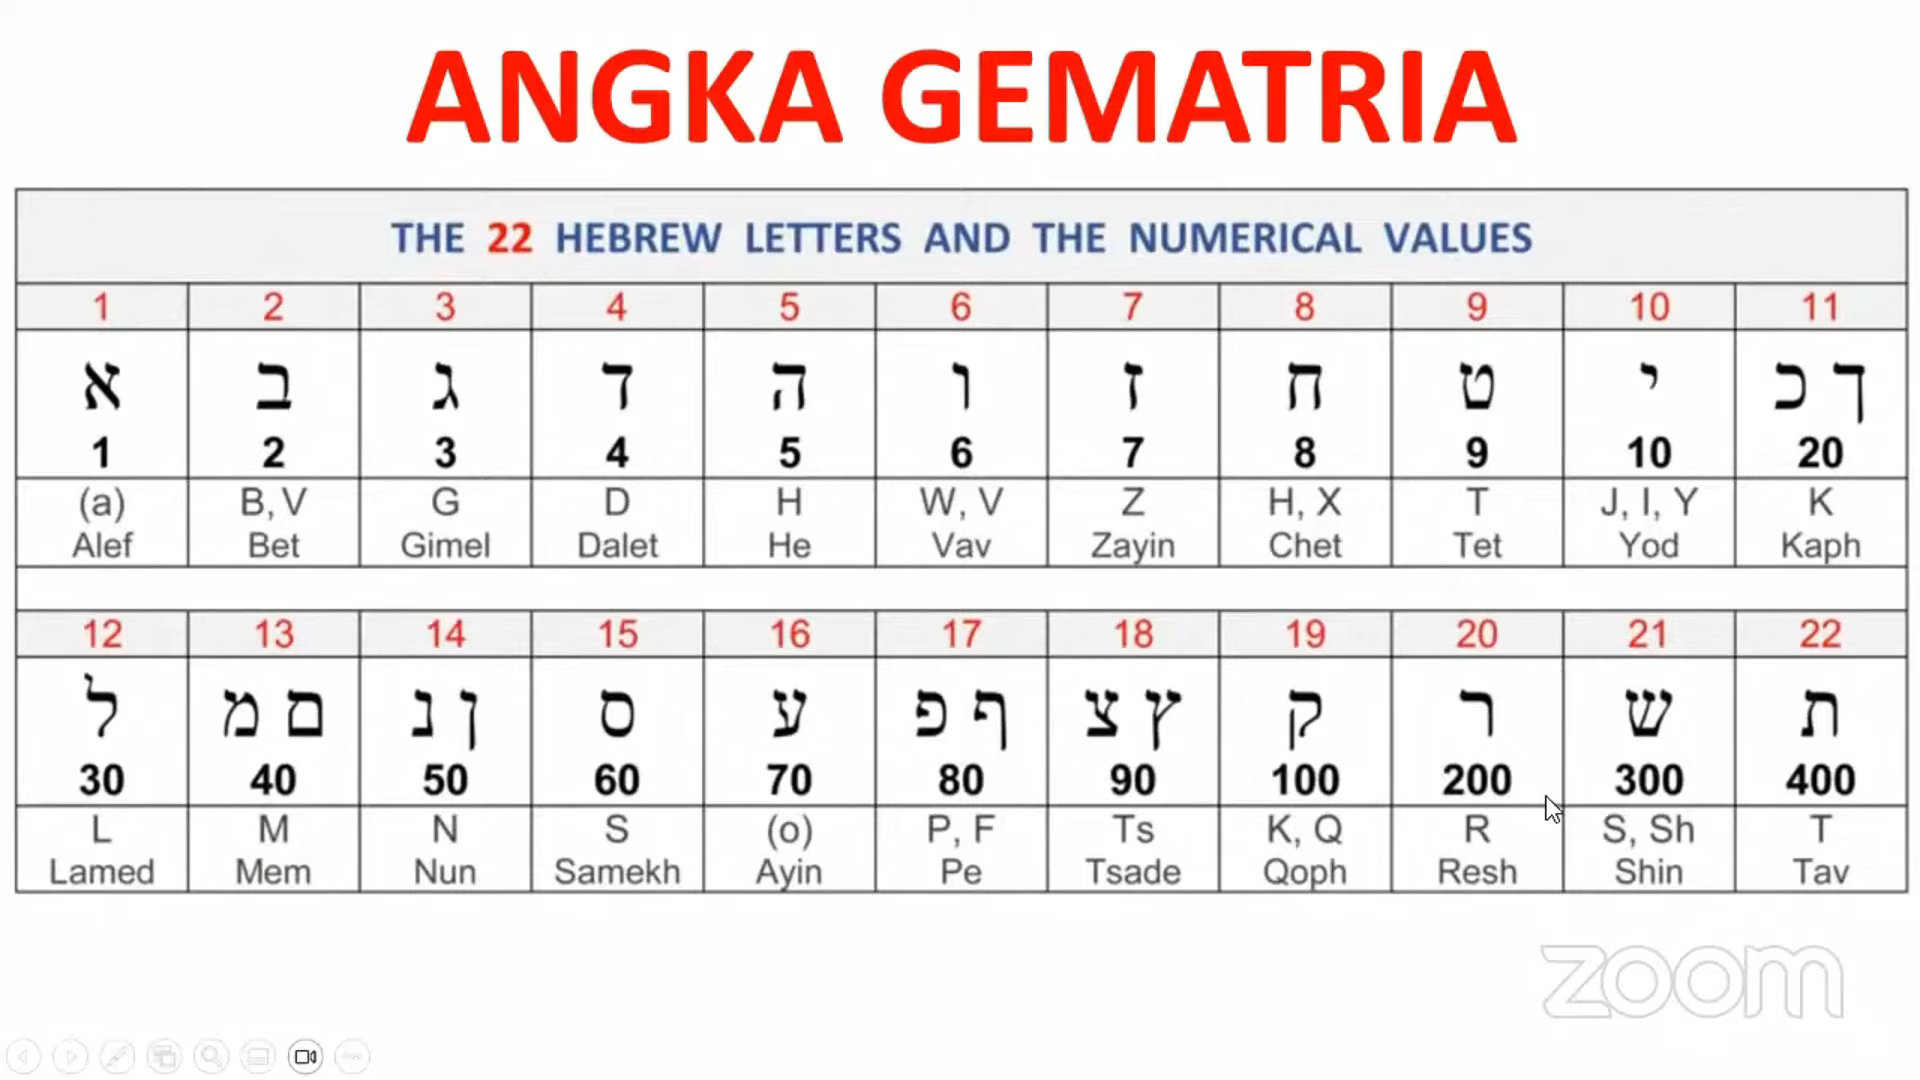 ANGKA GEMATRIA
THE 22 HEBREW LETTERS AND THE NUMERICAL VALUES
1 2 3 4 5 6 7 8 9 10 11
א ב ג ד ה ו ז ח ט י כ ך
1 2 3 4 5 6 7 8 9 10 20
(a) B, V G D H W, V Z H, X T J, I, Y K
Alef Bet Gimel Dalet He Vav Zayin Chet Tet Yod Kaph
12 13 14 15 16 17 18 19 20 21 22
ל מ ם נ ן ס ע פ ף צ ץ ק ר ש ת
30 40 50 60 70 80 90 100 200 300 400
L M N S (o) P, F Ts K, Q R S, Sh T
Lamed Mem Nun Samekh Ayin Pe Tsade Qoph Resh Shin Tav
zoom